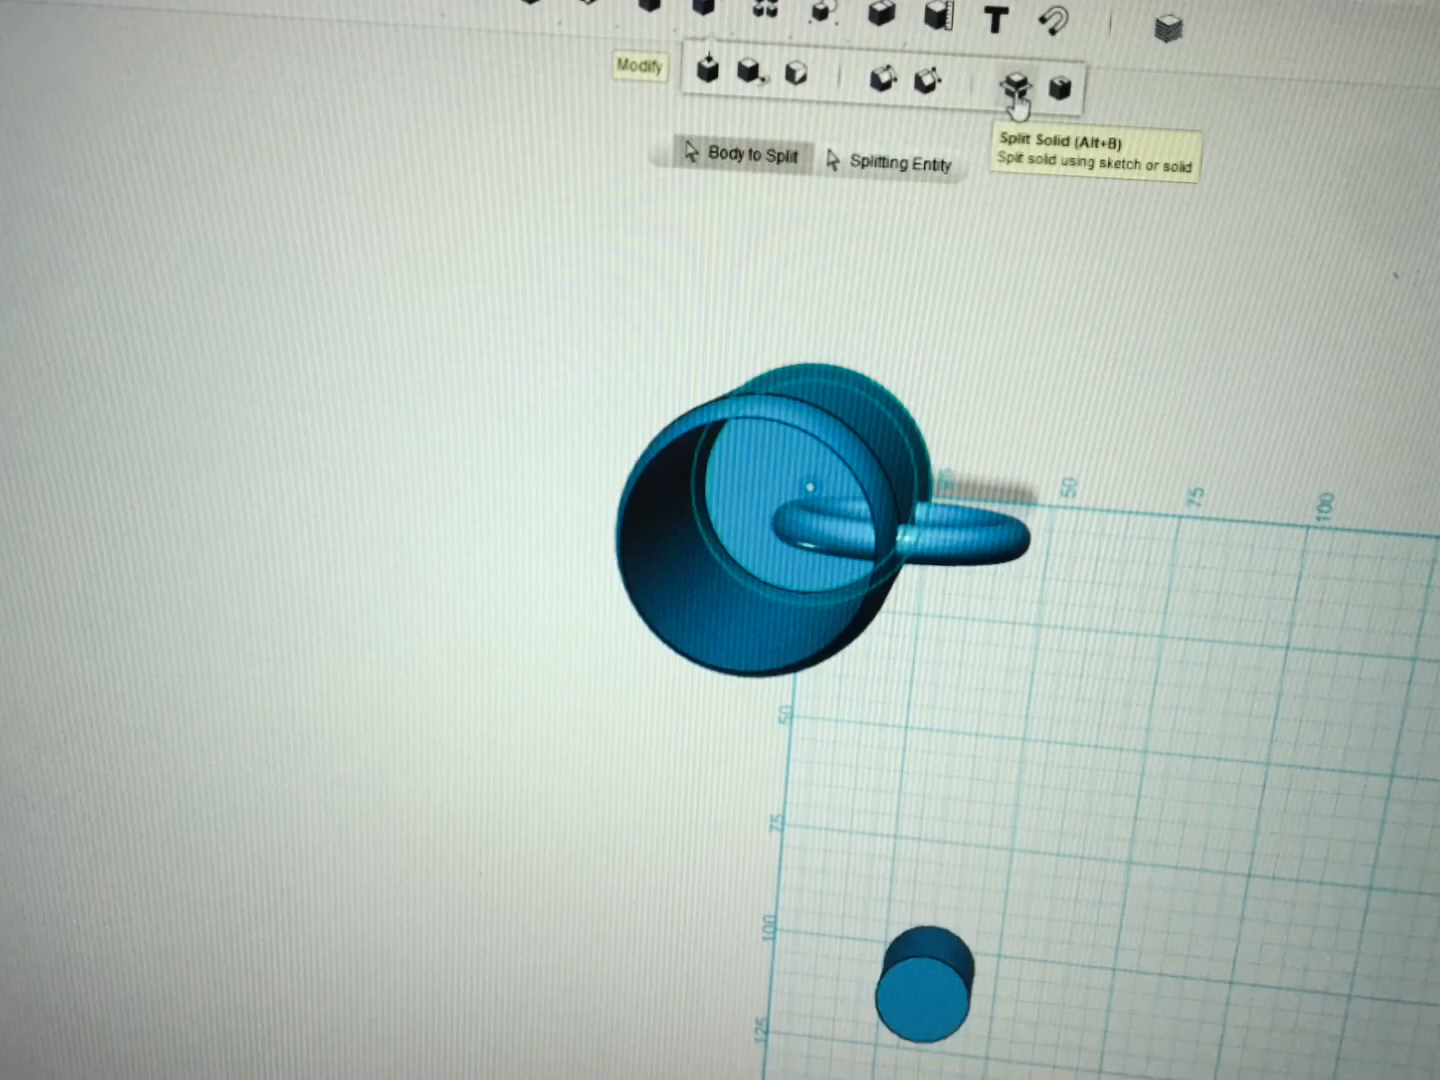 T
Modify
Split Solid (Alt+B)
Split solid using sketch or solid
Body to Split
Splitting Entity
50
75
100
50
75
100
125